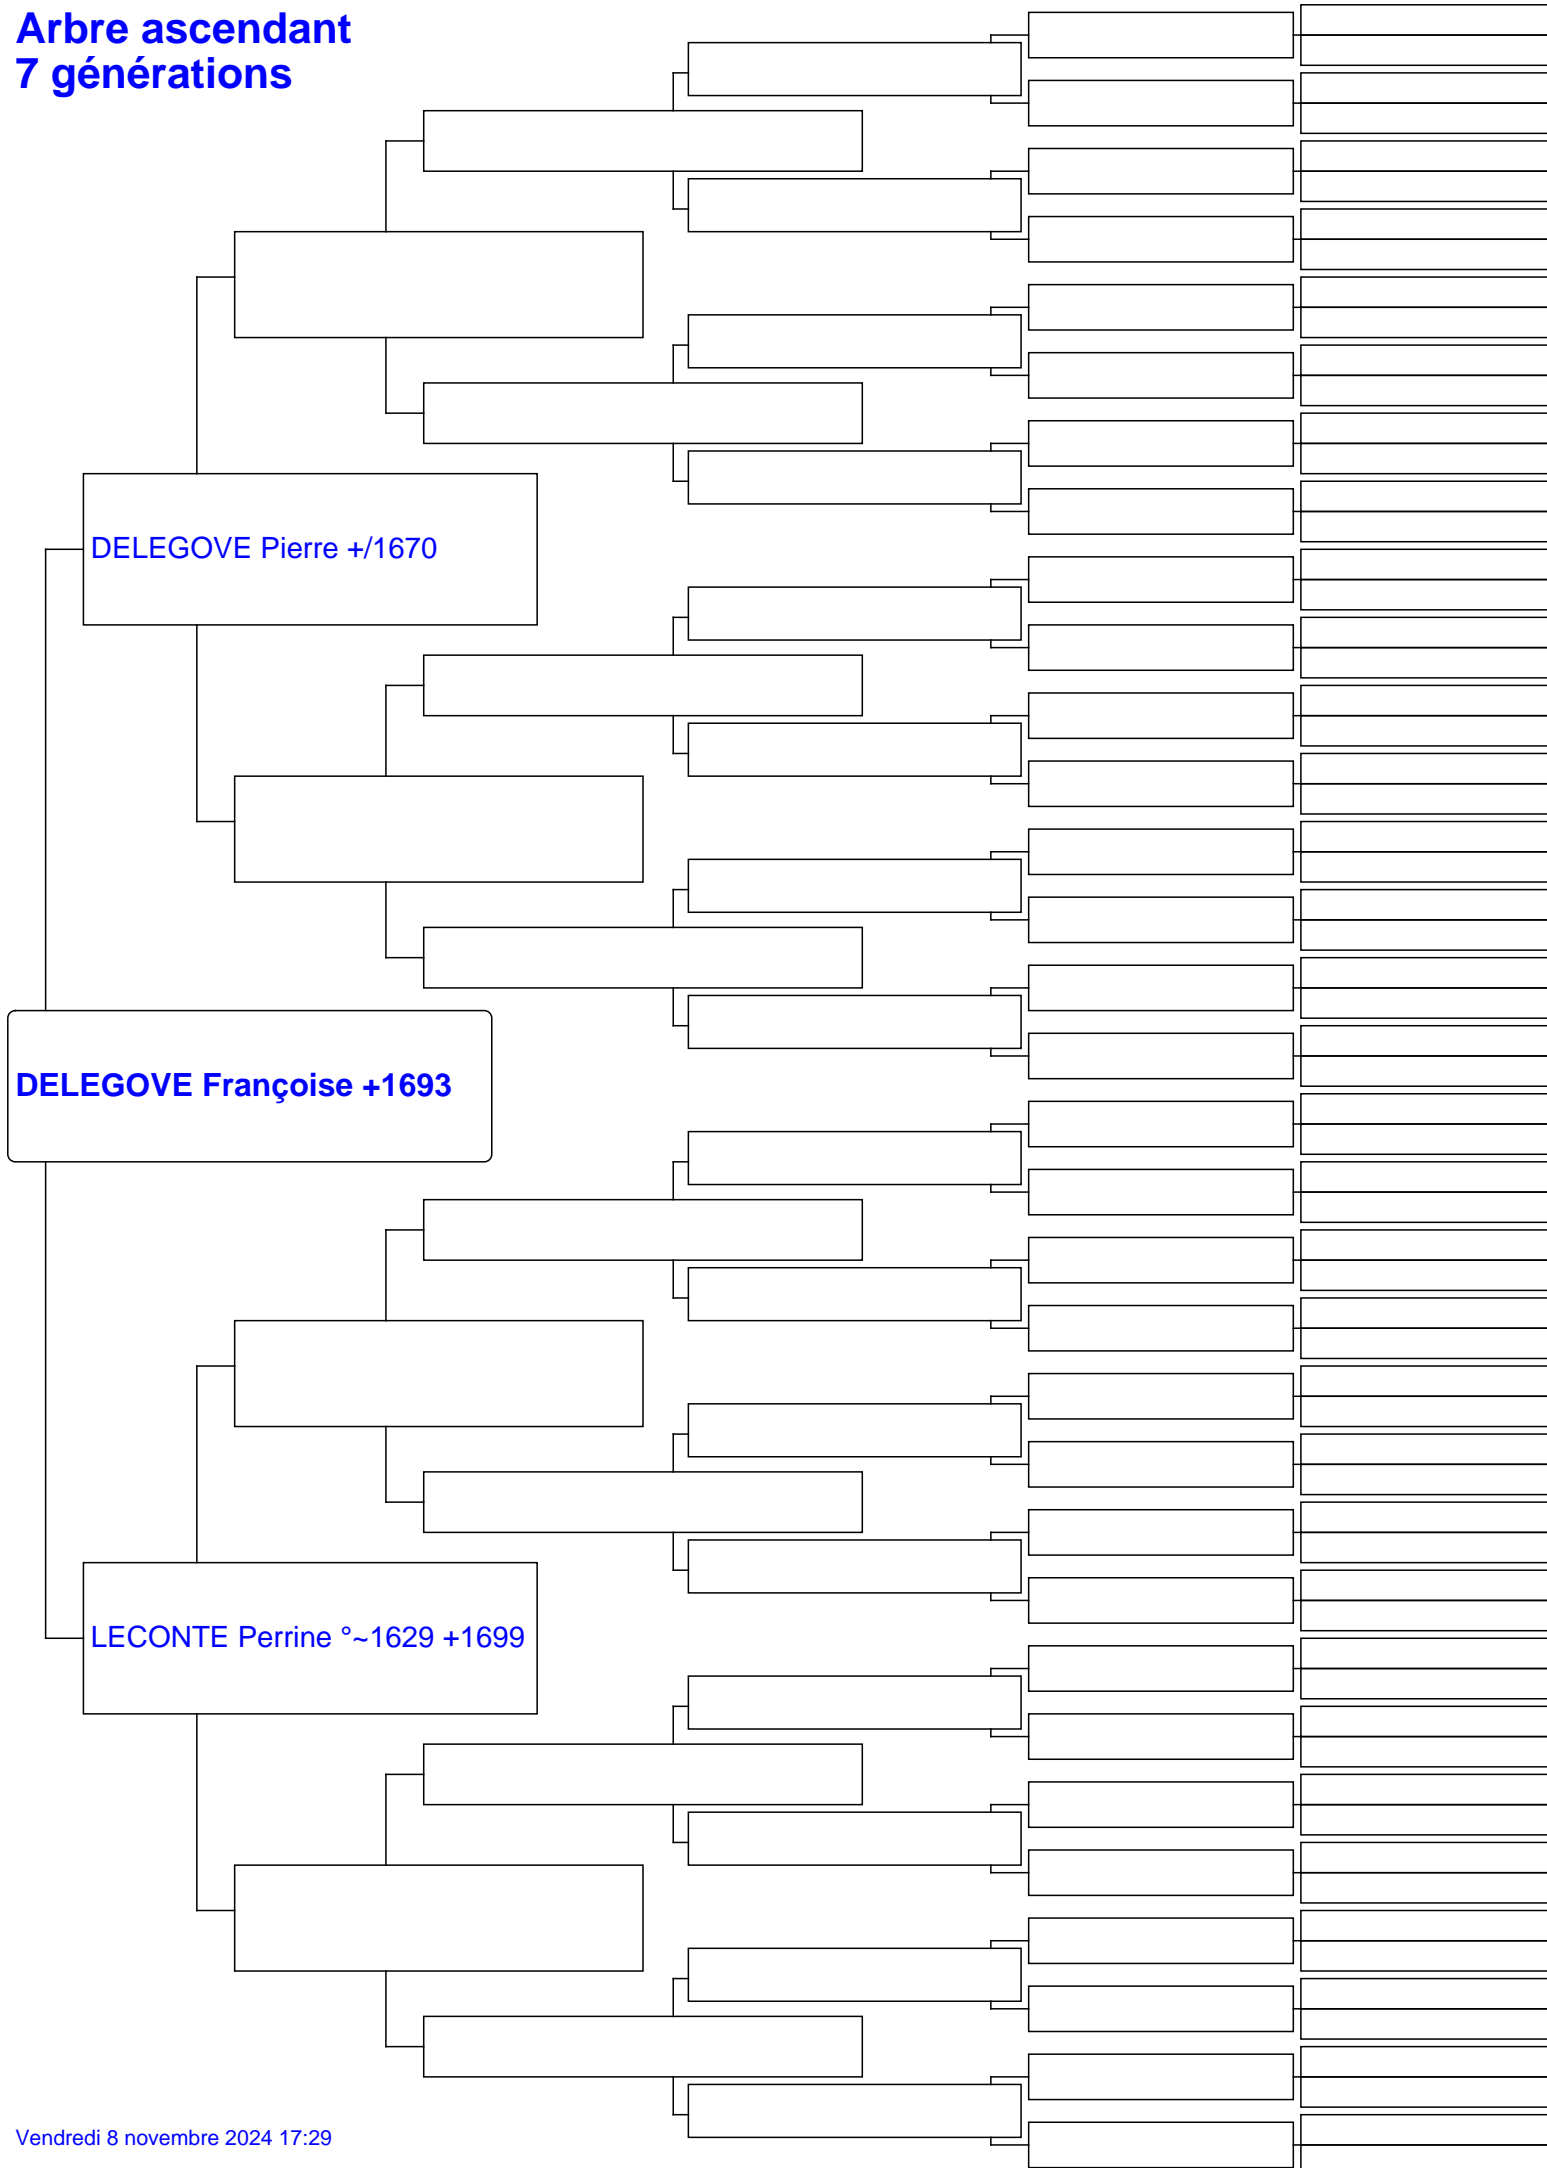 Arbre ascendant
7 générations
DELEGOVE Pierre +/1670
DELEGOVE Françoise +1693
LECONTE Perrine °~1629 +1699
Vendredi 8 novembre 2024 17:29